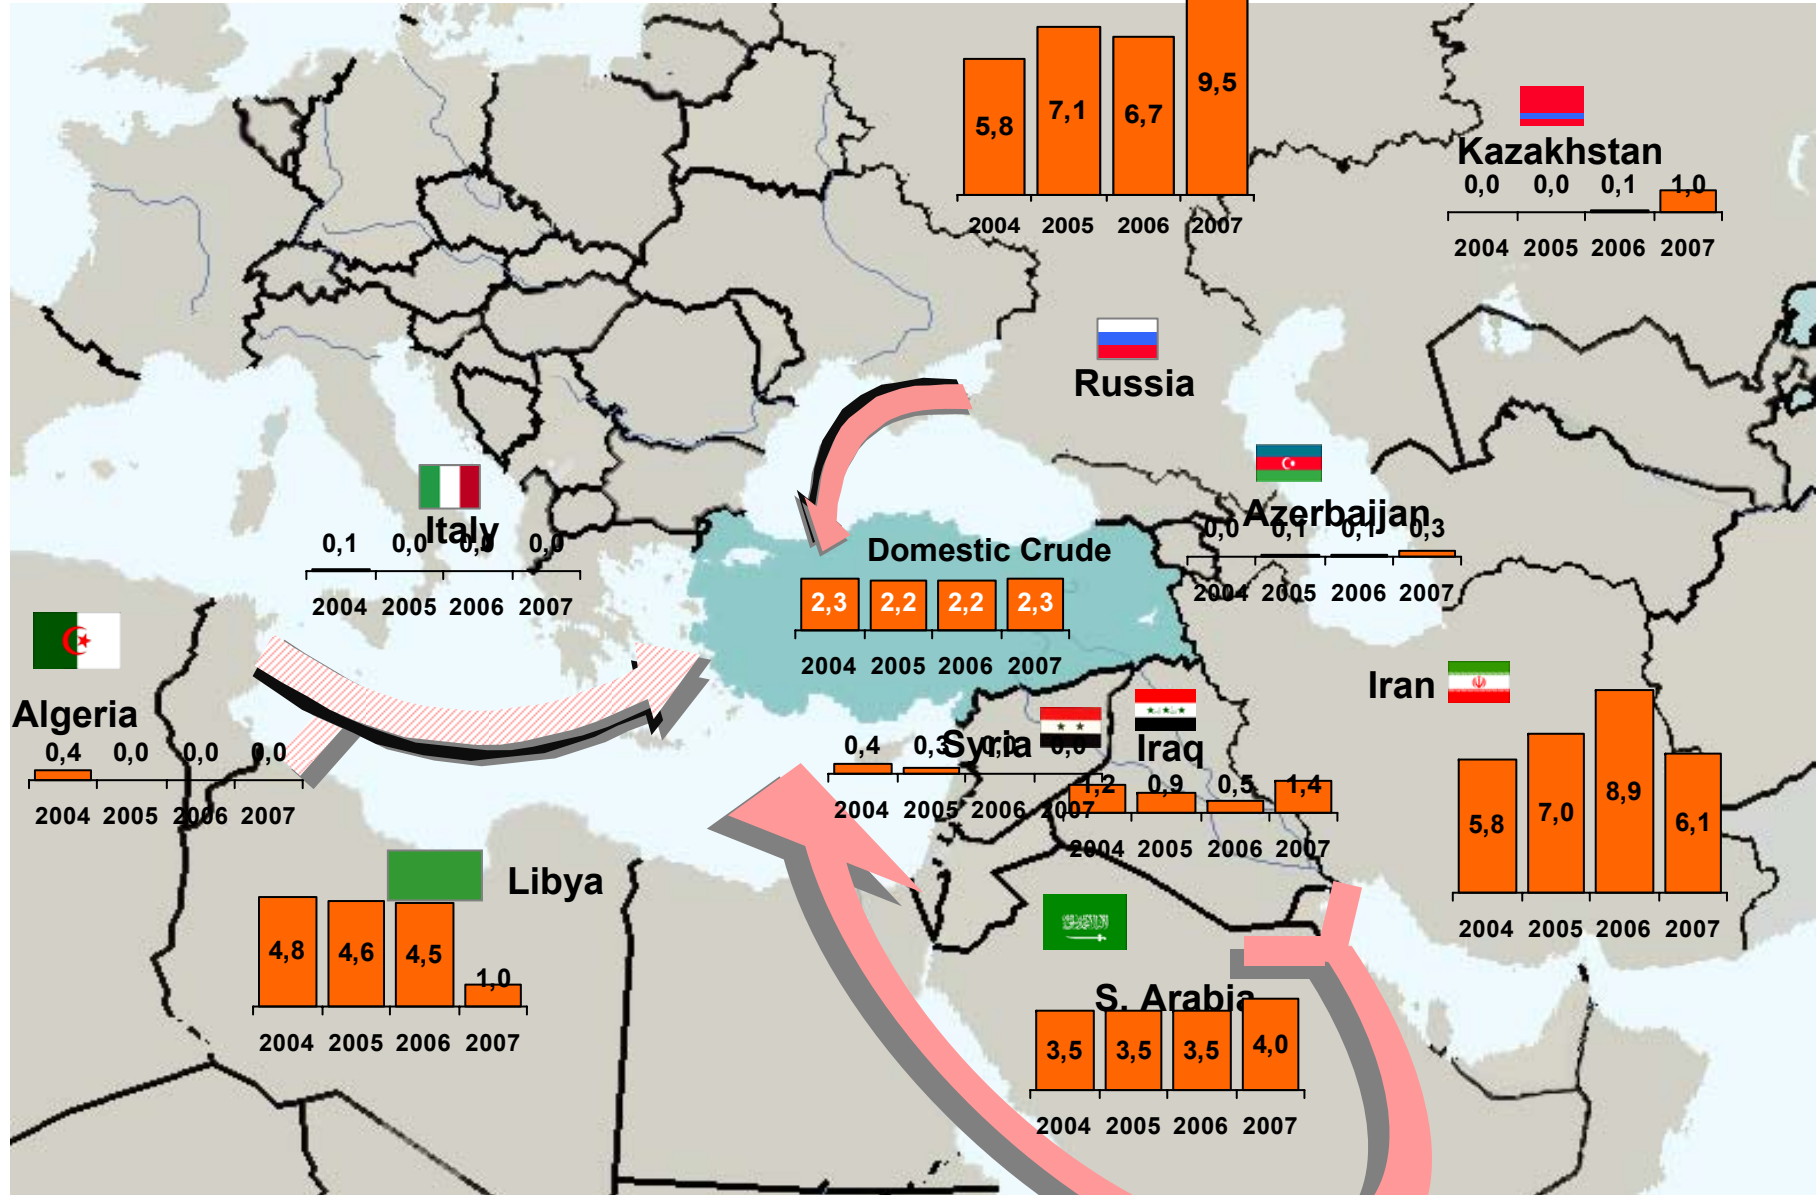 5,8 7,1 6,7 9,5
2004 2005 2006 2007
Kazakhstan
0,0 0,0 0,1 1,0
2004 2005 2006 2007
Russia
Azerbaijan
0,0 0,1 0,1 0,3
2004 2005 2006 2007
Italy
0,1 0,0 0,0 0,0
2004 2005 2006 2007
Domestic Crude
2,3 2,2 2,2 2,3
2004 2005 2006 2007
Algeria
0,4 0,0 0,0 0,0
2004 2005 2006 2007
Syria
0,4 0,3 0,0 0,0
2004 2005 2006 2007
Iraq
1,2 0,9 0,5 1,4
2004 2005 2006 2007
Iran
5,8 7,0 8,9 6,1
2004 2005 2006 2007
Libya
4,8 4,6 4,5 1,0
2004 2005 2006 2007
S. Arabia
3,5 3,5 3,5 4,0
2004 2005 2006 2007